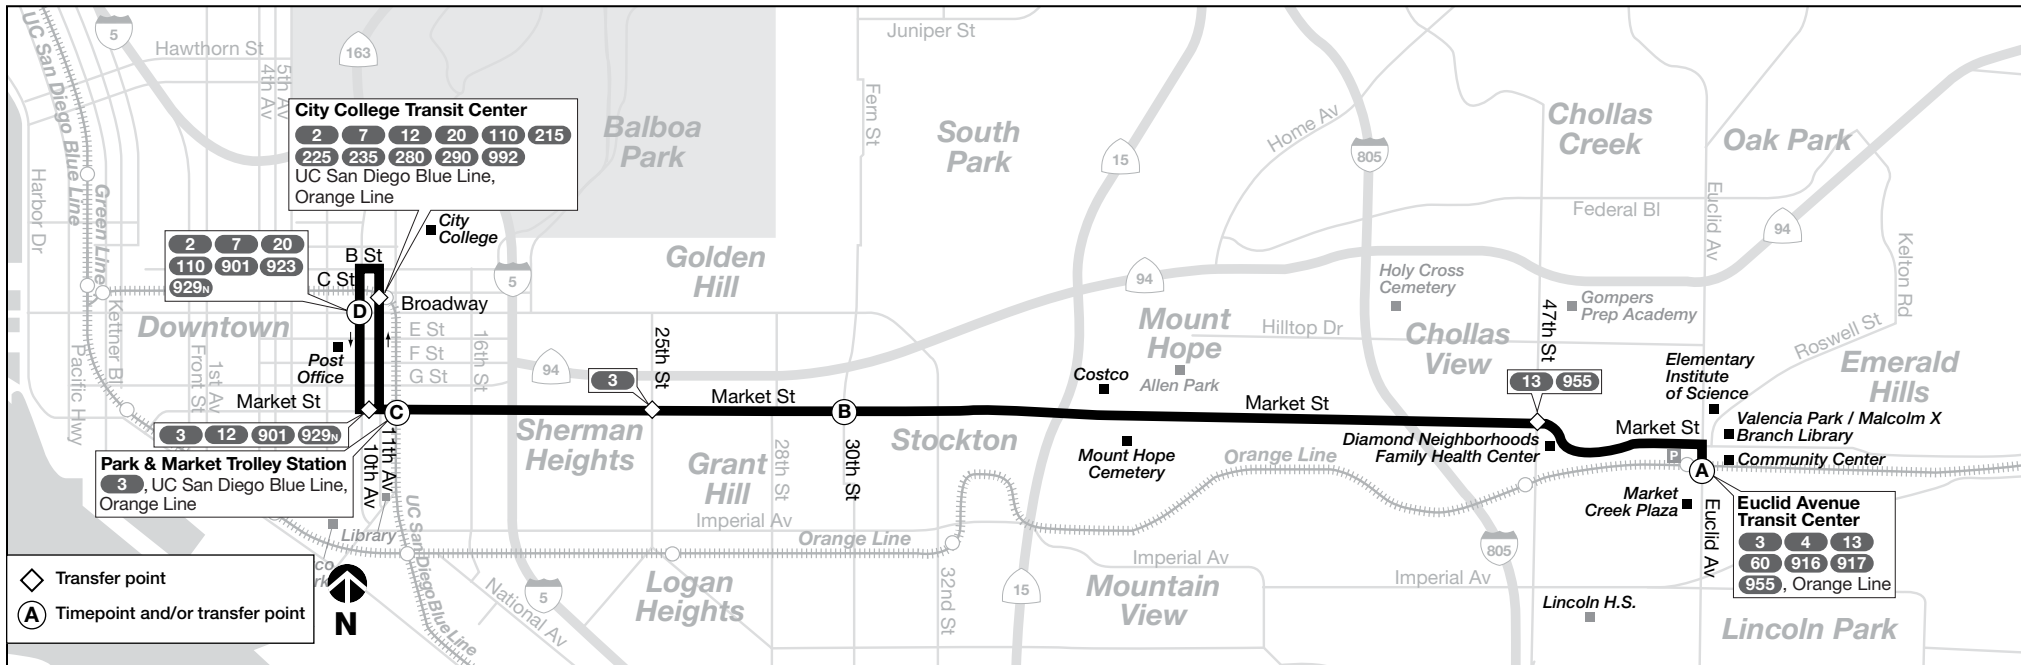 5
163
Hawthorn St
4th Av
5th Av
UC San Diego Blue Line
Green Line
Harbor Dr
Juniper St
Fern St
Balboa
Park
South
Park
15
Home Av
805
Chollas
Creek
Oak Park
Euclid Av
Federal Bl
94
Kelton Rd
City College Transit Center
2 7 12 20 110 215
225 235 280 290 992
UC San Diego Blue Line,
Orange Line
City
College
2 7 20
110 901 923
929N
B St
C St
D
Broadway
5
Golden
Hill
94
Holy Cross
Cemetery
Gompers
Prep Academy
47th St
Downtown
Kettner Bl
Pacific Hwy
Front St
1st Av
E St
F St
G St
16th St
Post
Office
94
25th St
Mount
Hope
Hilltop Dr
Chollas
View
Allen Park
Costco
Roswell St
Emerald
Hills
Elementary
Institute
of Science
3
13 955
Market St
C
Market St
B
Market St
Market St
Valencia Park / Malcolm X
Branch Library
Community Center
3 12 901 929N
Park & Market Trolley Station
3, UC San Diego Blue Line,
Orange Line
10th Av
11th Av
Sherman
Heights
Grant
Hill
28th St
30th St
Stockton
Mount Hope
Cemetery
Orange Line
Diamond Neighborhoods
Family Health Center
P
A
Market
Creek Plaza
Euclid Av
Euclid Avenue
Transit Center
3 4 13
60 916 917
955, Orange Line
Library
UC San Diego Blue Line
Imperial Av
Orange Line
32nd St
15
Imperial Av
Mountain
View
805
Imperial Av
Lincoln H.S.
Lincoln Park
National Av
5
Logan
Heights
co
rk
N
Transfer point
A Timepoint and/or transfer point